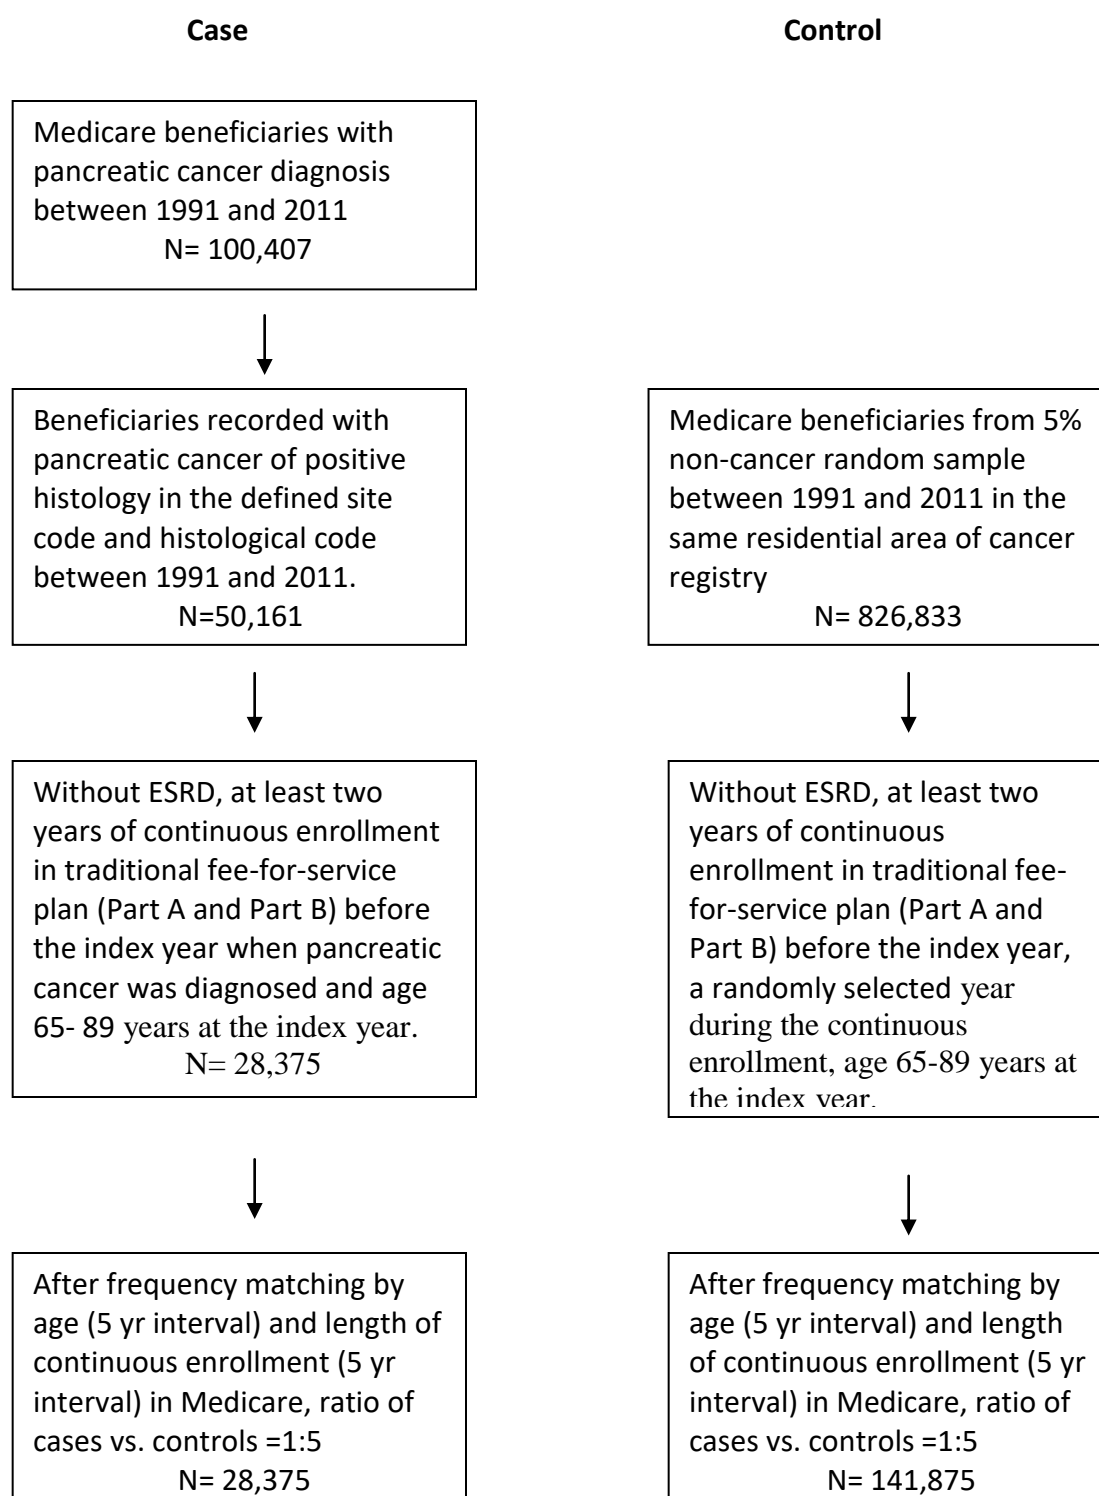 Case
Control
Medicare beneficiaries with
pancreatic cancer diagnosis
between 1991 and 2011
N= 100,407
Beneficiaries recorded with
pancreatic cancer of positive
histology in the defined site
code and histological code
between 1991 and 2011.
N=50,161
Medicare beneficiaries from 5%
non-cancer random sample
between 1991 and 2011 in the
same residential area of cancer
registry
N= 826,833
Without ESRD, at least two
years of continuous enrollment
in traditional fee-for-service
plan (Part A and Part B) before
the index year when pancreatic
cancer was diagnosed and age
65- 89 years at the index year.
N= 28,375
Without ESRD, at least two
years of continuous
enrollment in traditional fee-
for-service plan (Part A and
Part B) before the index year,
a randomly selected year
during the continuous
enrollment, age 65-89 years at
the index year.
After frequency matching by
age (5 yr interval) and length of
continuous enrollment (5 yr
interval) in Medicare, ratio of
cases vs. controls =1:5
N= 28,375
After frequency matching by
age (5 yr interval) and length
of continuous enrollment (5 yr
interval) in Medicare, ratio of
cases vs. controls =1:5
N= 141,875